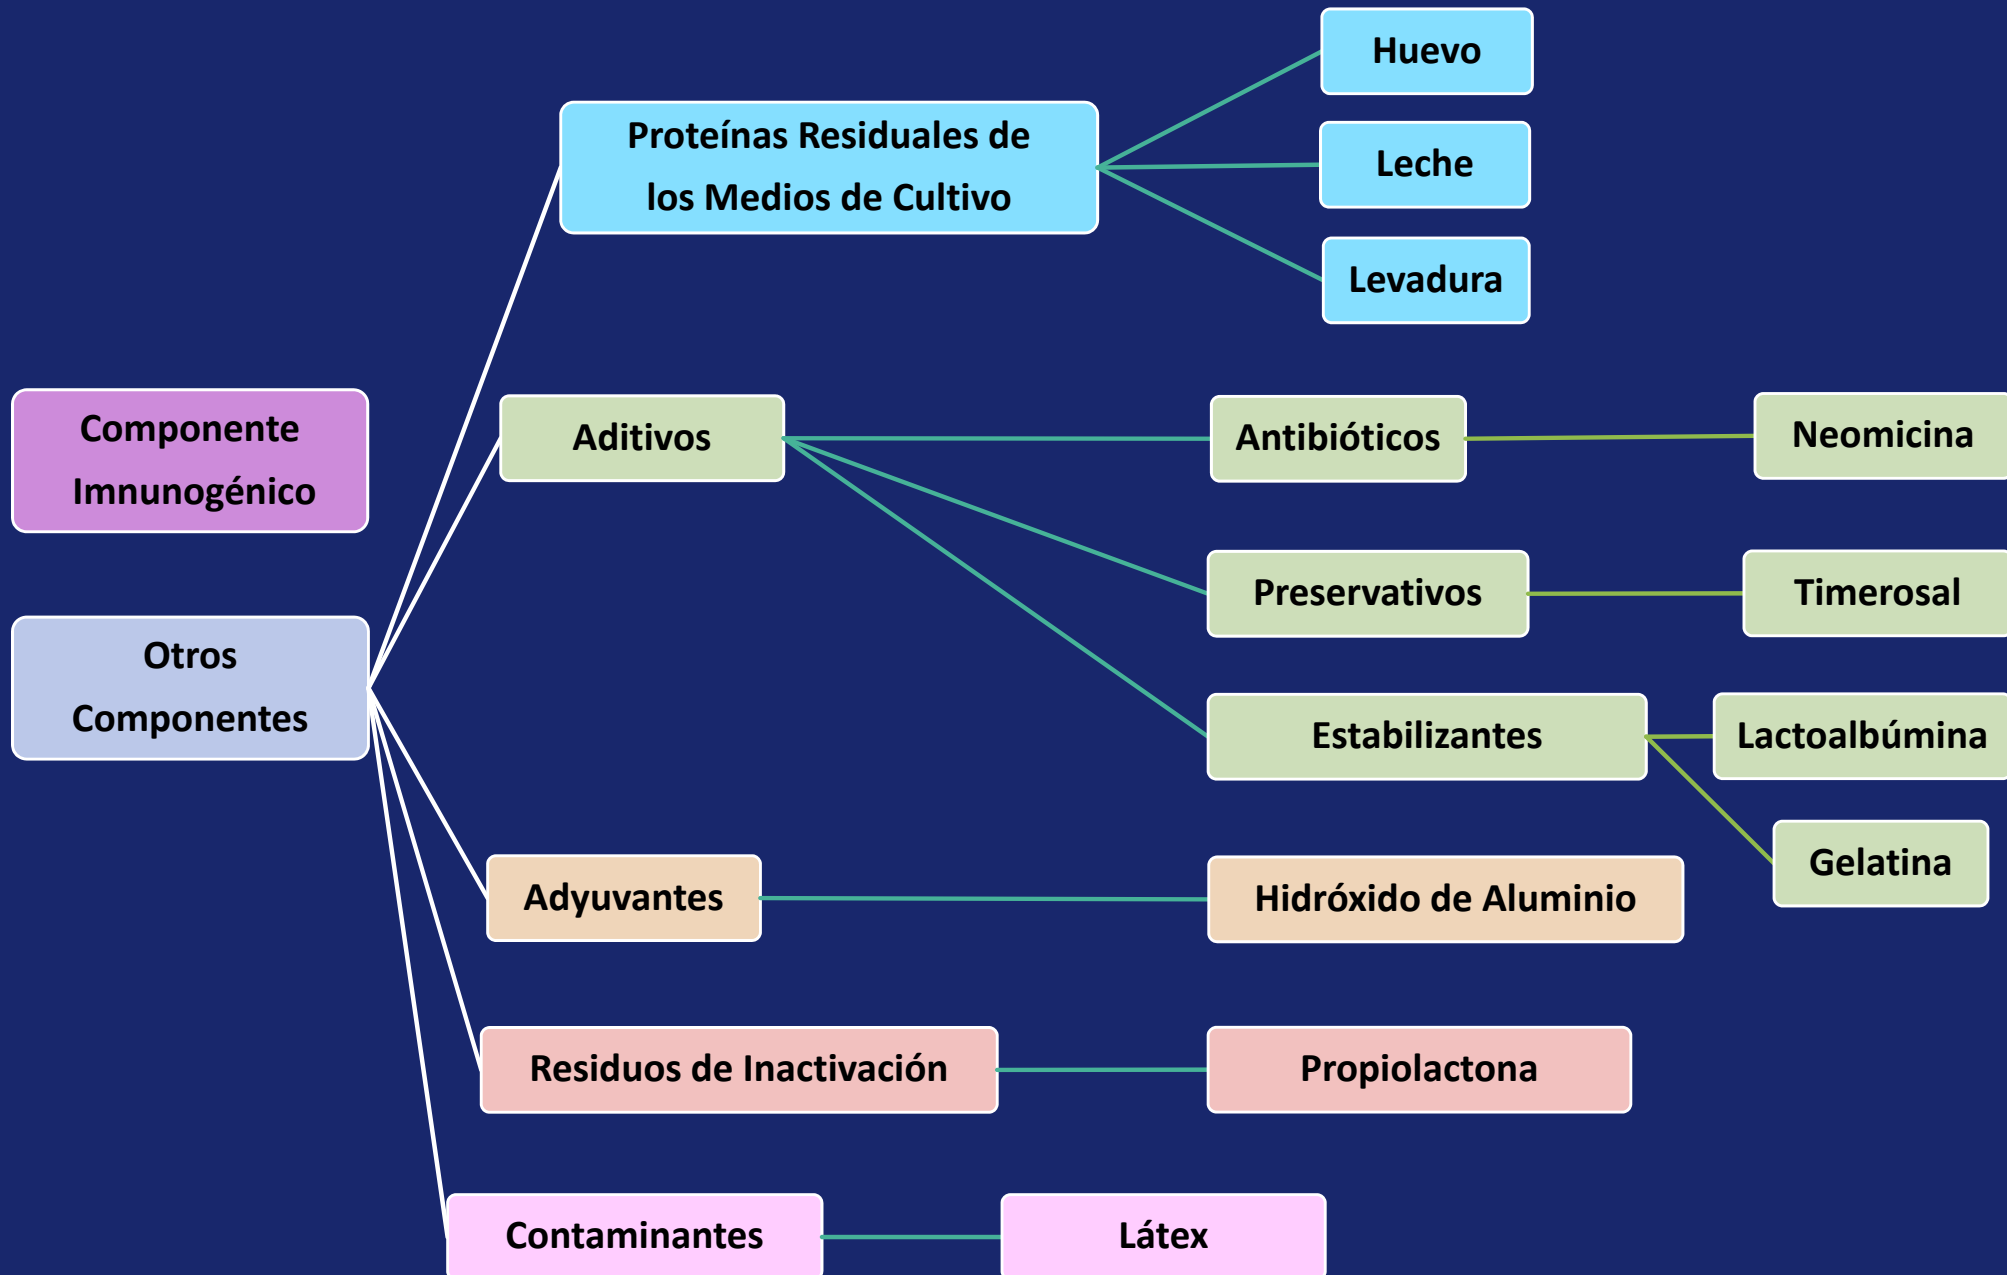 Huevo
Proteínas Residuales de
los Medios de Cultivo
Leche
Levadura
Componente
Imnunogénico
Aditivos
Antibióticos
Neomicina
Preservativos
Timerosal
Otros
Componentes
Estabilizantes
Lactoalbúmina
Gelatina
Adyuvantes
Hidróxido de Aluminio
Residuos de Inactivación
Propiolactona
Contaminantes
Látex